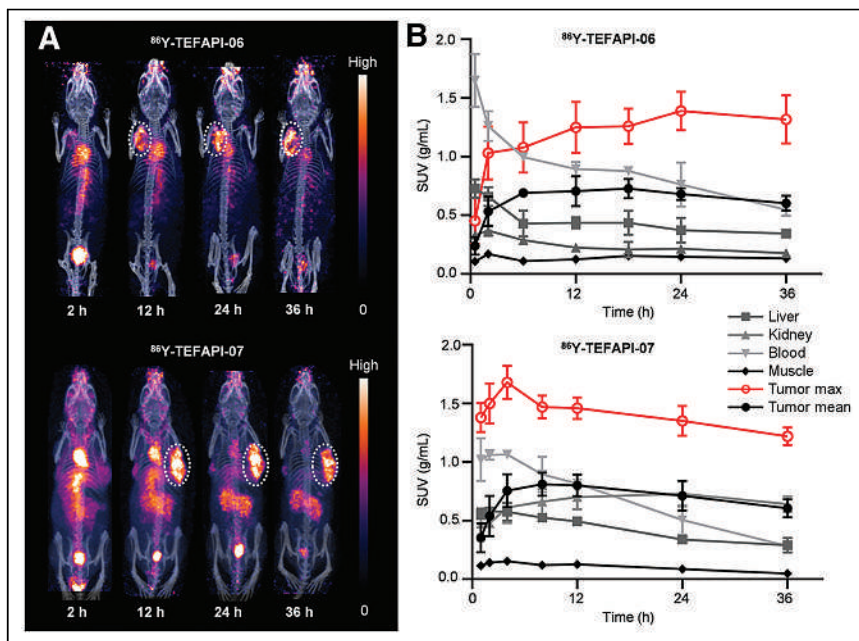 A
⁸⁶Y-TEFAPI-06
High
0
2 h 12 h 24 h 36 h
⁸⁶Y-TEFAPI-07
High
0
2 h 12 h 24 h 36 h
B
⁸⁶Y-TEFAPI-06
SUV (g/mL)
2.0
1.5
1.0
0.5
0.0
0 12 24 36
Time (h)
Liver
Kidney
Blood
Muscle
Tumor max
Tumor mean
⁸⁶Y-TEFAPI-07
SUV (g/mL)
2.0
1.5
1.0
0.5
0.0
0 12 24 36
Time (h)